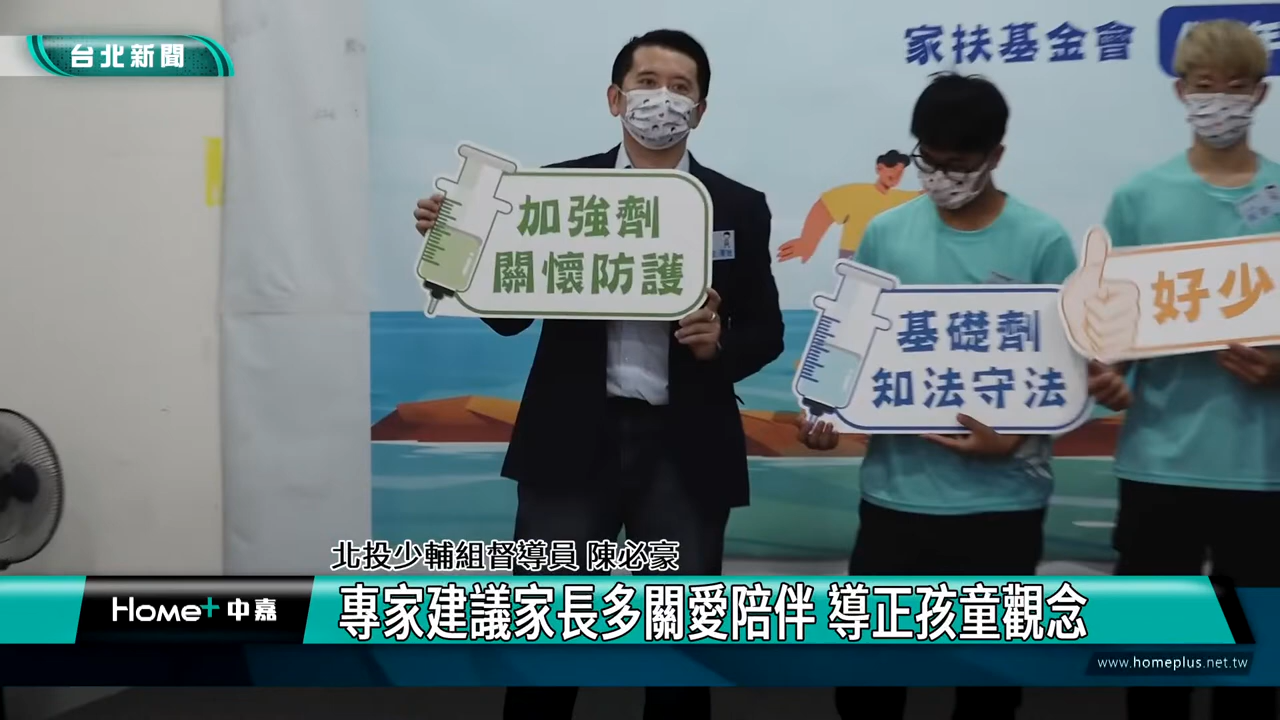 台北新聞
家扶基金會
加強劑
關懷防護
基礎劑
知法守法
好少
北投少輔組督導員 陳必豪
Home+中嘉
專家建議家長多關愛陪伴 導正孩童觀念
www.homeplus.net.tw